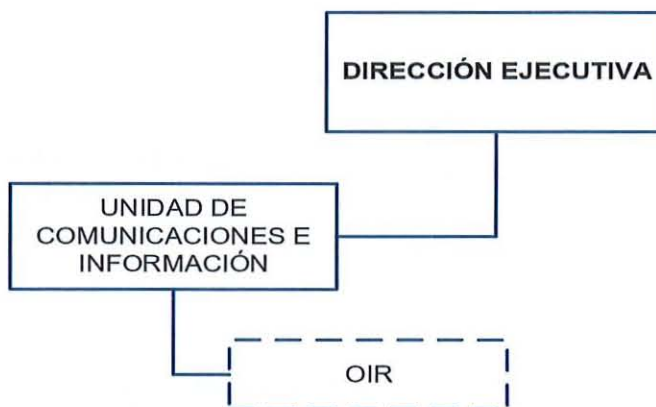 DIRECCIÓN EJECUTIVA
UNIDAD DE
COMUNICACIONES E
INFORMACIÓN
OIR